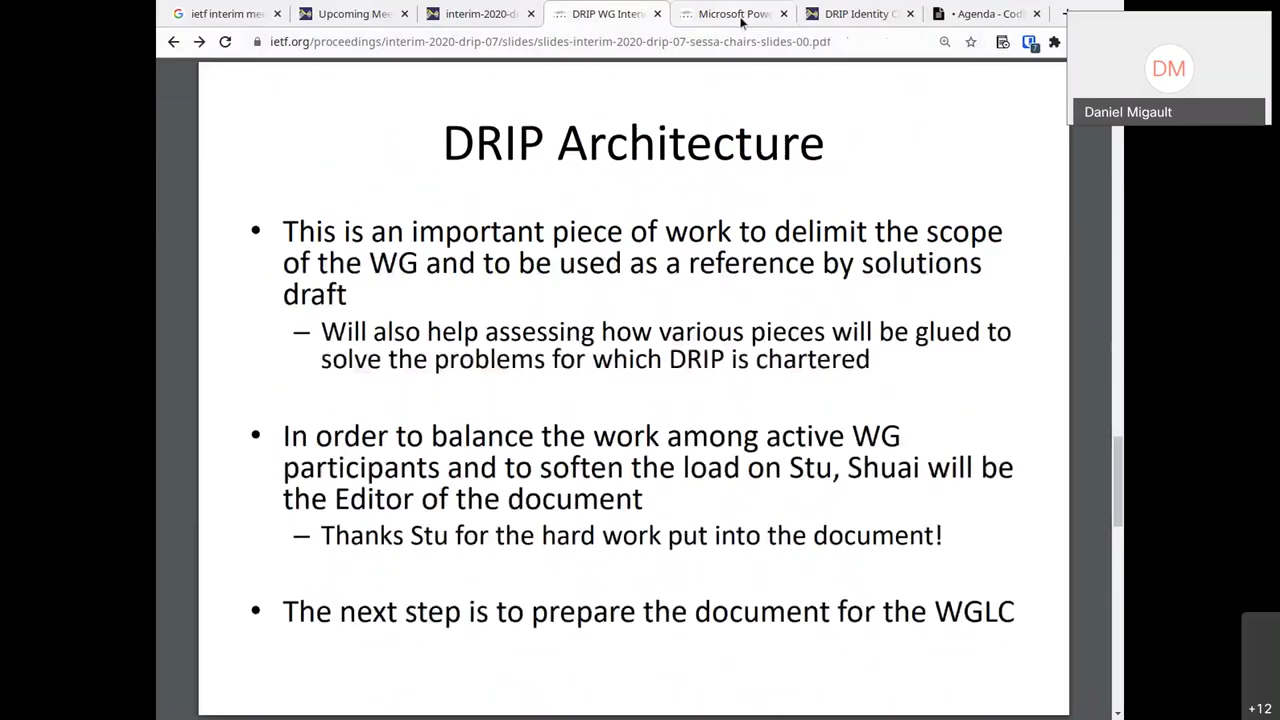 ietf interim mee
Upcoming Mee
interim-2020-d
DRIP WG Interi
Microsoft Pow
DRIP Identity C
• Agenda - Codi
ietf.org/proceedings/interim-2020-drip-07/slides/slides-interim-2020-drip-07-sessa-chairs-slides-00.pdf
7
DM
Daniel Migault
DRIP Architecture
• This is an important piece of work to delimit the scope
of the WG and to be used as a reference by solutions
draft
– Will also help assessing how various pieces will be glued to
solve the problems for which DRIP is chartered
• In order to balance the work among active WG
participants and to soften the load on Stu, Shuai will be
the Editor of the document
– Thanks Stu for the hard work put into the document!
• The next step is to prepare the document for the WGLC
+12